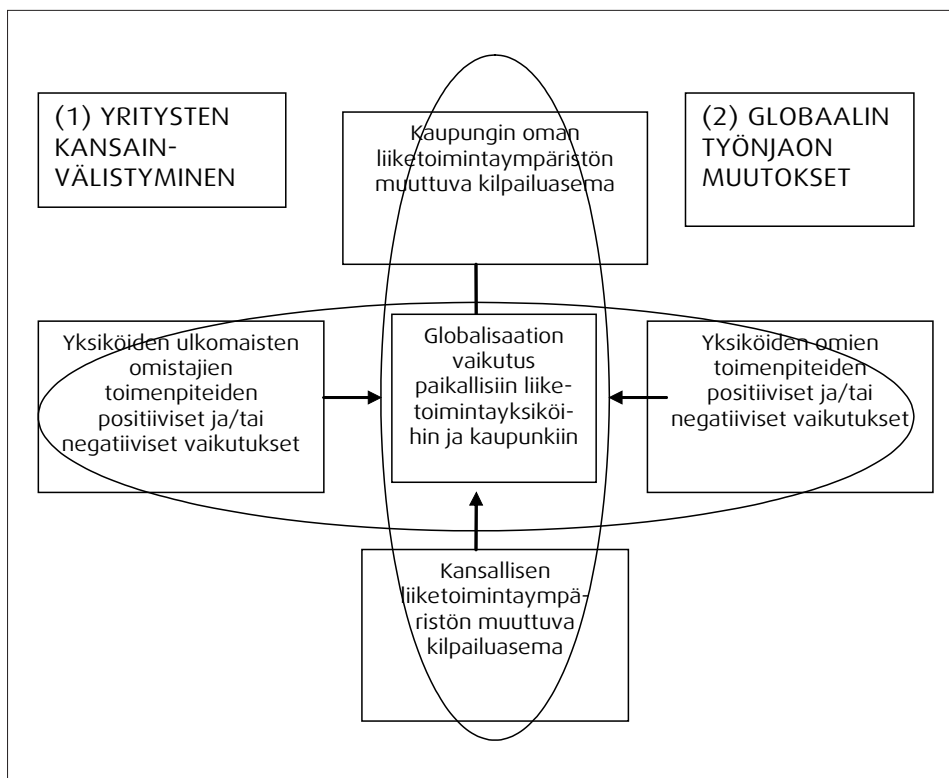 (1) YRITYSTEN
KANSAIN-
VÄLISTYMINEN
Kaupungin oman
liiketoimintaympäristön
muuttuva kilpailuasema
(2) GLOBAALIN
TYÖNJAON
MUUTOKSET
Yksiköiden ulkomaisten
omistajien
toimenpiteiden
positiiviset ja/tai
negatiiviset vaikutukset
Globalisaation
vaikutus
paikallisiin liike-
toimintayksiköi-
hin ja kaupunkiin
Yksiköiden omien
toimenpiteiden
positiiviset ja/tai
negatiiviset vaikutukset
Kansallisen
liiketoimintaympä-
ristön muuttuva
kilpailuasema